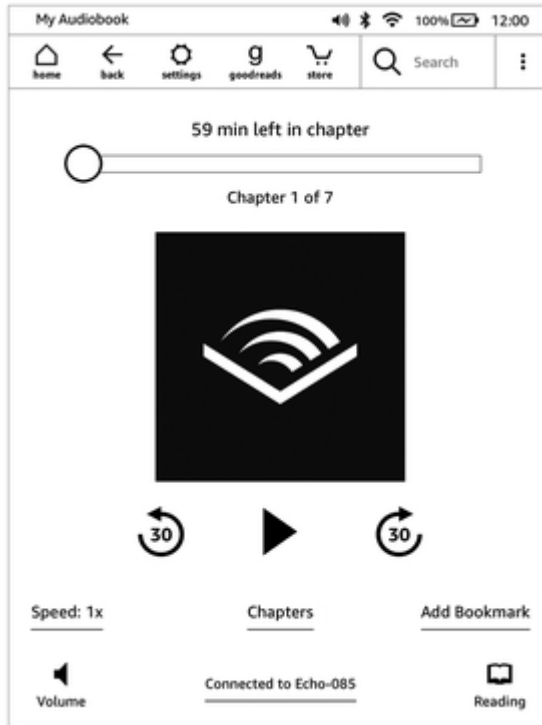 My Audiobook 100% 12:00
home back settings goodreads store Search
59 min left in chapter
Chapter 1 of 7
30 30
Speed: 1x Chapters Add Bookmark
Volume Connected to Echo-085 Reading